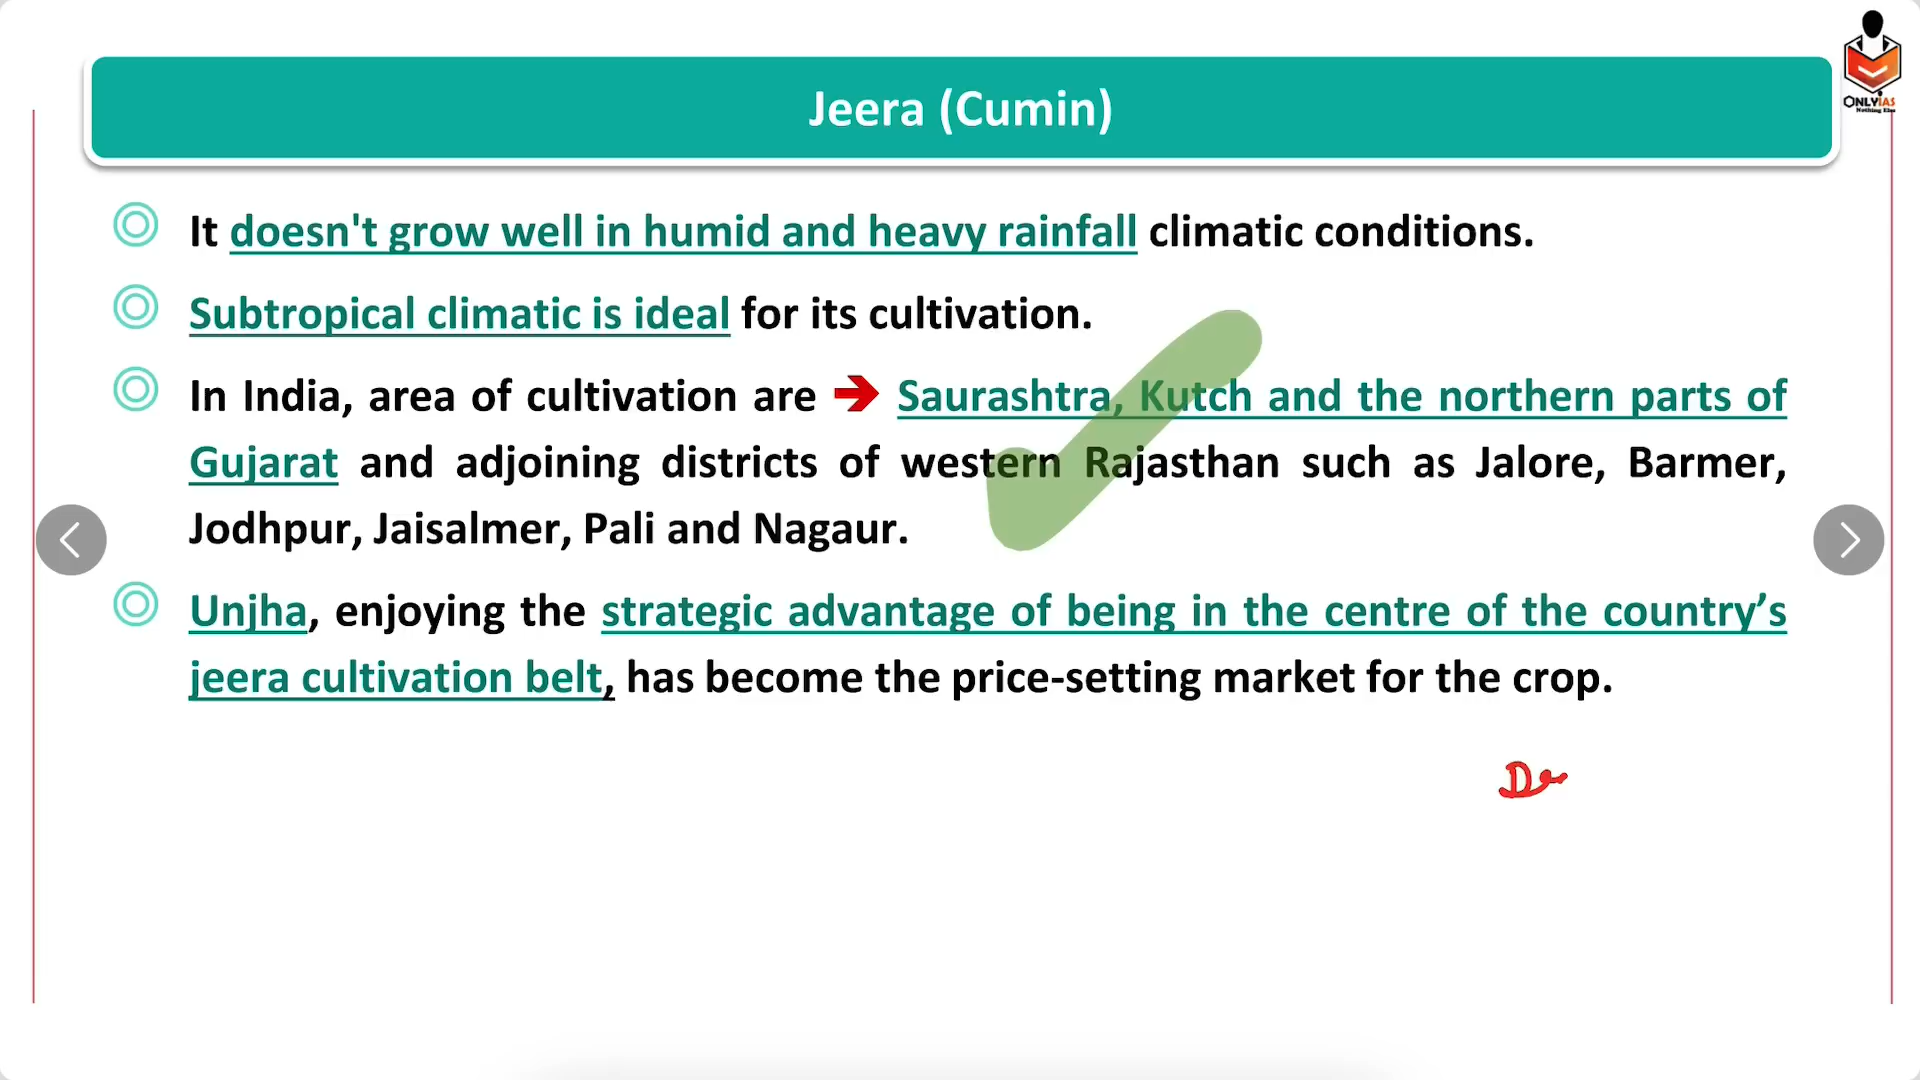 ONLYIAS
Nothing Else
Jeera (Cumin)
It doesn't grow well in humid and heavy rainfall climatic conditions.
Subtropical climatic is ideal for its cultivation.
In India, area of cultivation are ➔ Saurashtra, Kutch and the northern parts of
Gujarat and adjoining districts of western Rajasthan such as Jalore, Barmer,
Jodhpur, Jaisalmer, Pali and Nagaur.
Unjha, enjoying the strategic advantage of being in the centre of the country’s
jeera cultivation belt, has become the price-setting market for the crop.